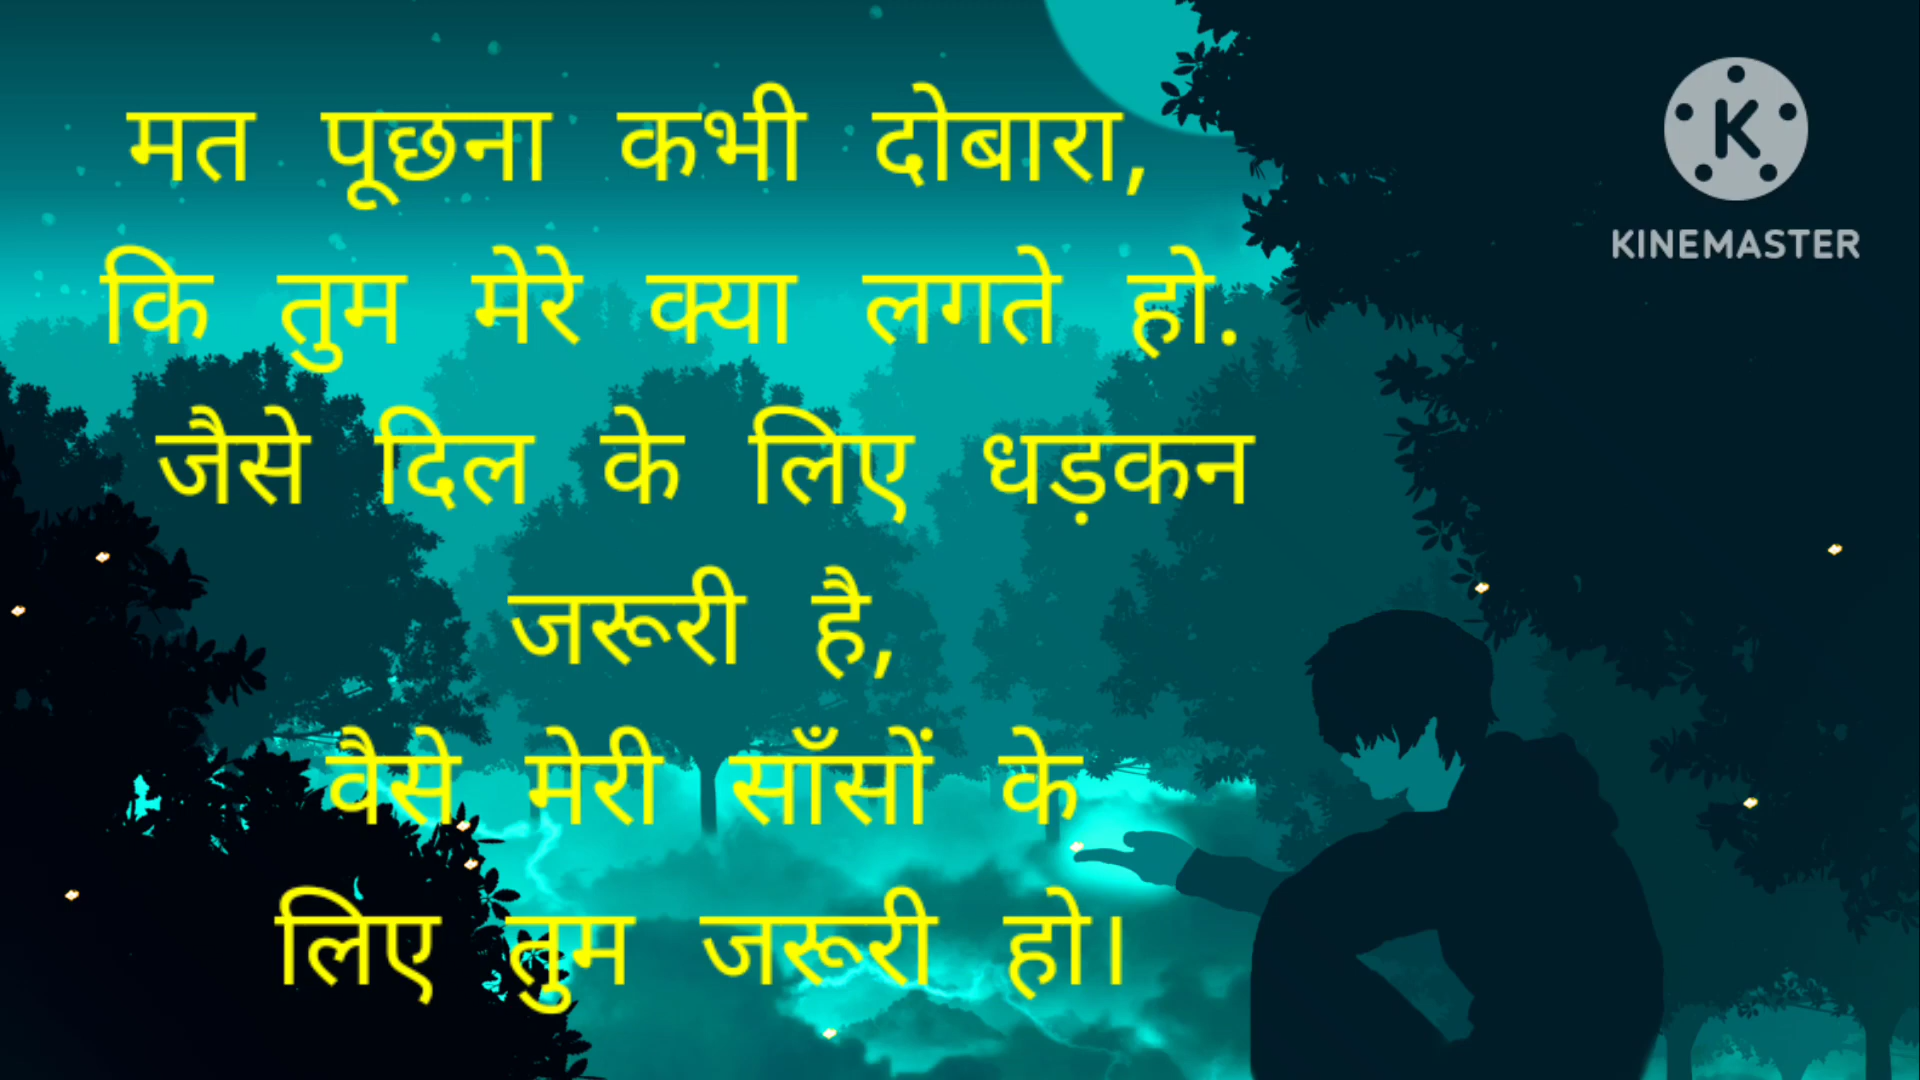 मत पूछना कभी दोबारा,
कि तुम मेरे क्या लगते हो.
जैसे दिल के लिए धड़कन
जरूरी है,
वैसे मेरी साँसों के
लिए तुम जरूरी हो।
K
KINEMASTER